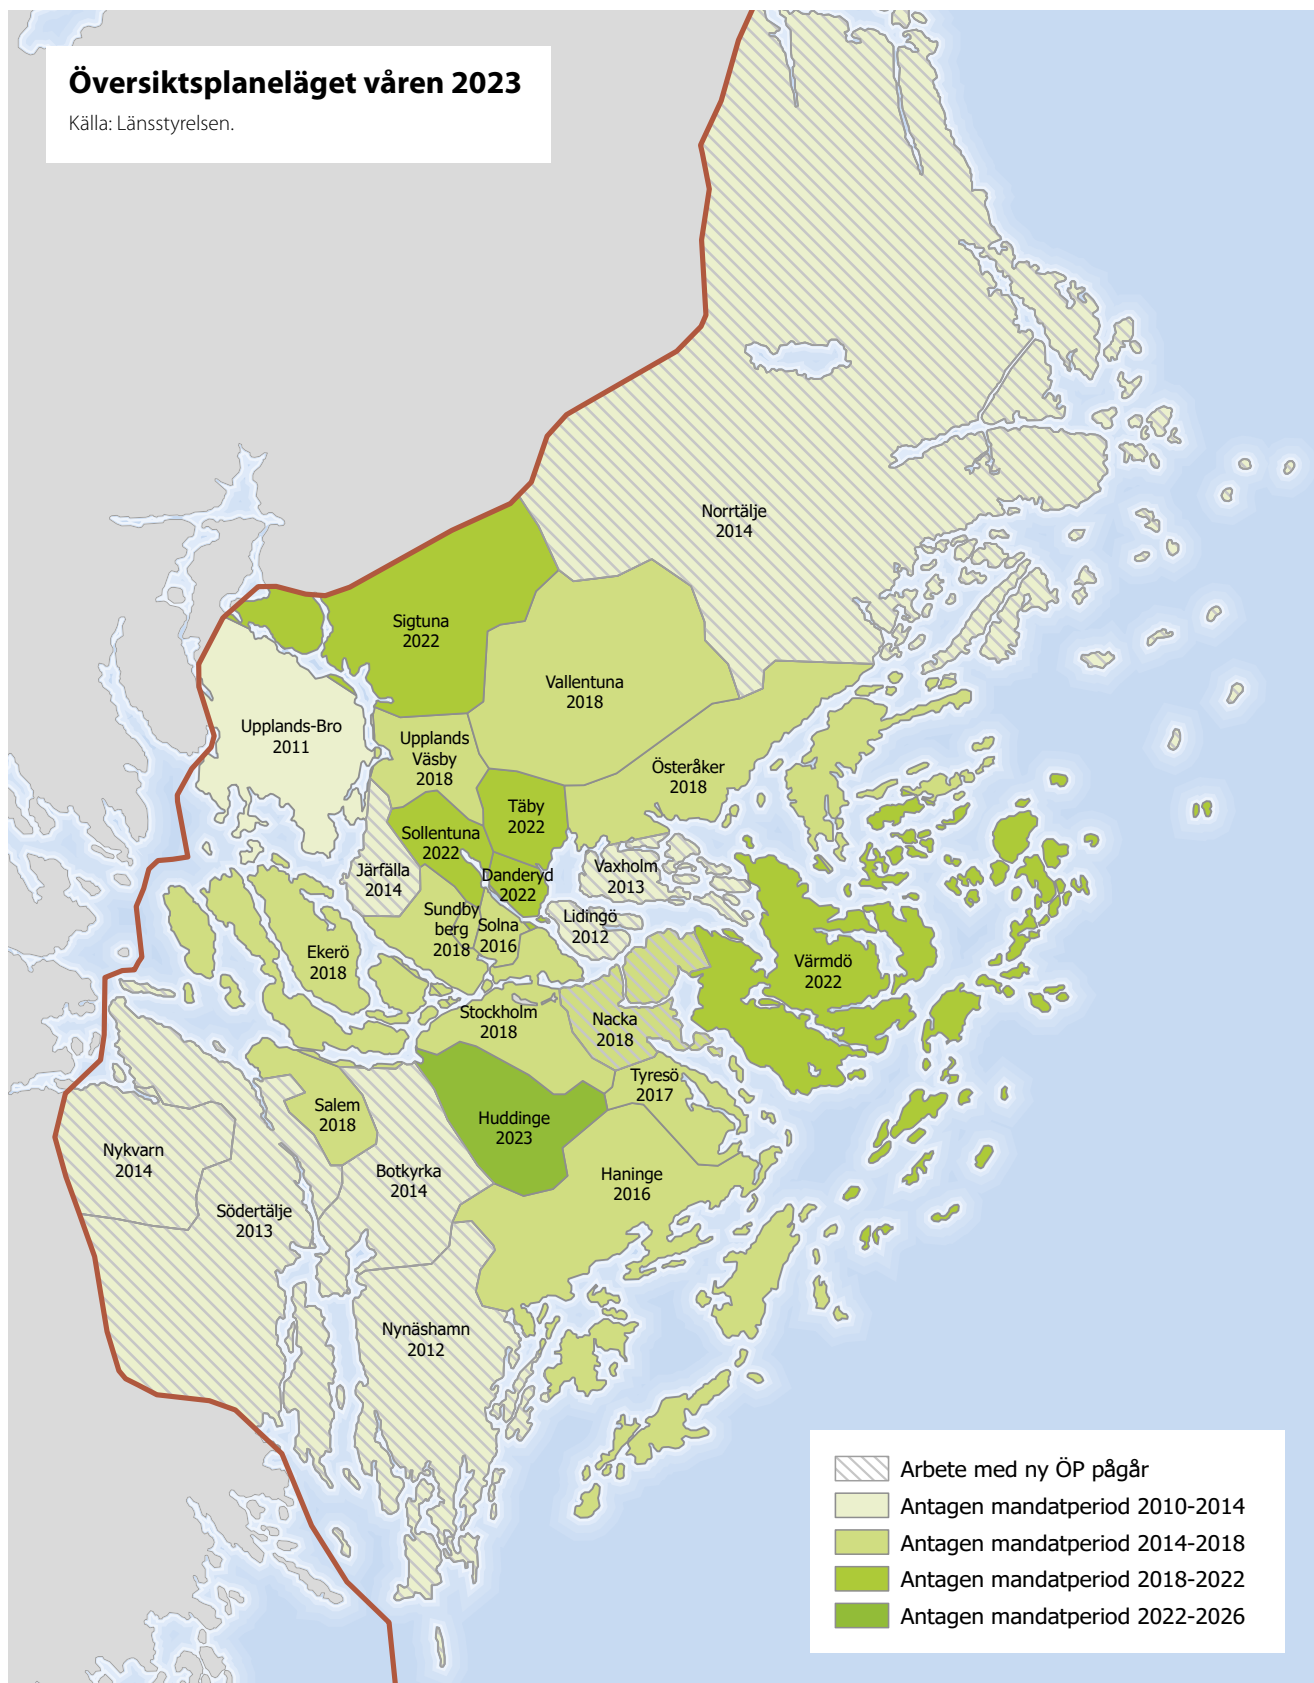 Översiktsplaneläget våren 2023
Källa: Länsstyrelsen.
Norrtälje
2014
Sigtuna
2022
Vallentuna
2018
Upplands-Bro
2011
Upplands
Väsby
2018
Österåker
2018
Täby
2022
Sollentuna
2022
Järfälla
2014
Danderyd
2022
Vaxholm
2013
Sundby
berg
2018
Solna
2016
Lidingö
2012
Ekerö
2018
Värmdö
2022
Stockholm
2018
Nacka
2018
Tyresö
2017
Salem
2018
Huddinge
2023
Nykvarn
2014
Botkyrka
2014
Haninge
2016
Södertälje
2013
Nynäshamn
2012
Arbete med ny ÖP pågår
Antagen mandatperiod 2010-2014
Antagen mandatperiod 2014-2018
Antagen mandatperiod 2018-2022
Antagen mandatperiod 2022-2026